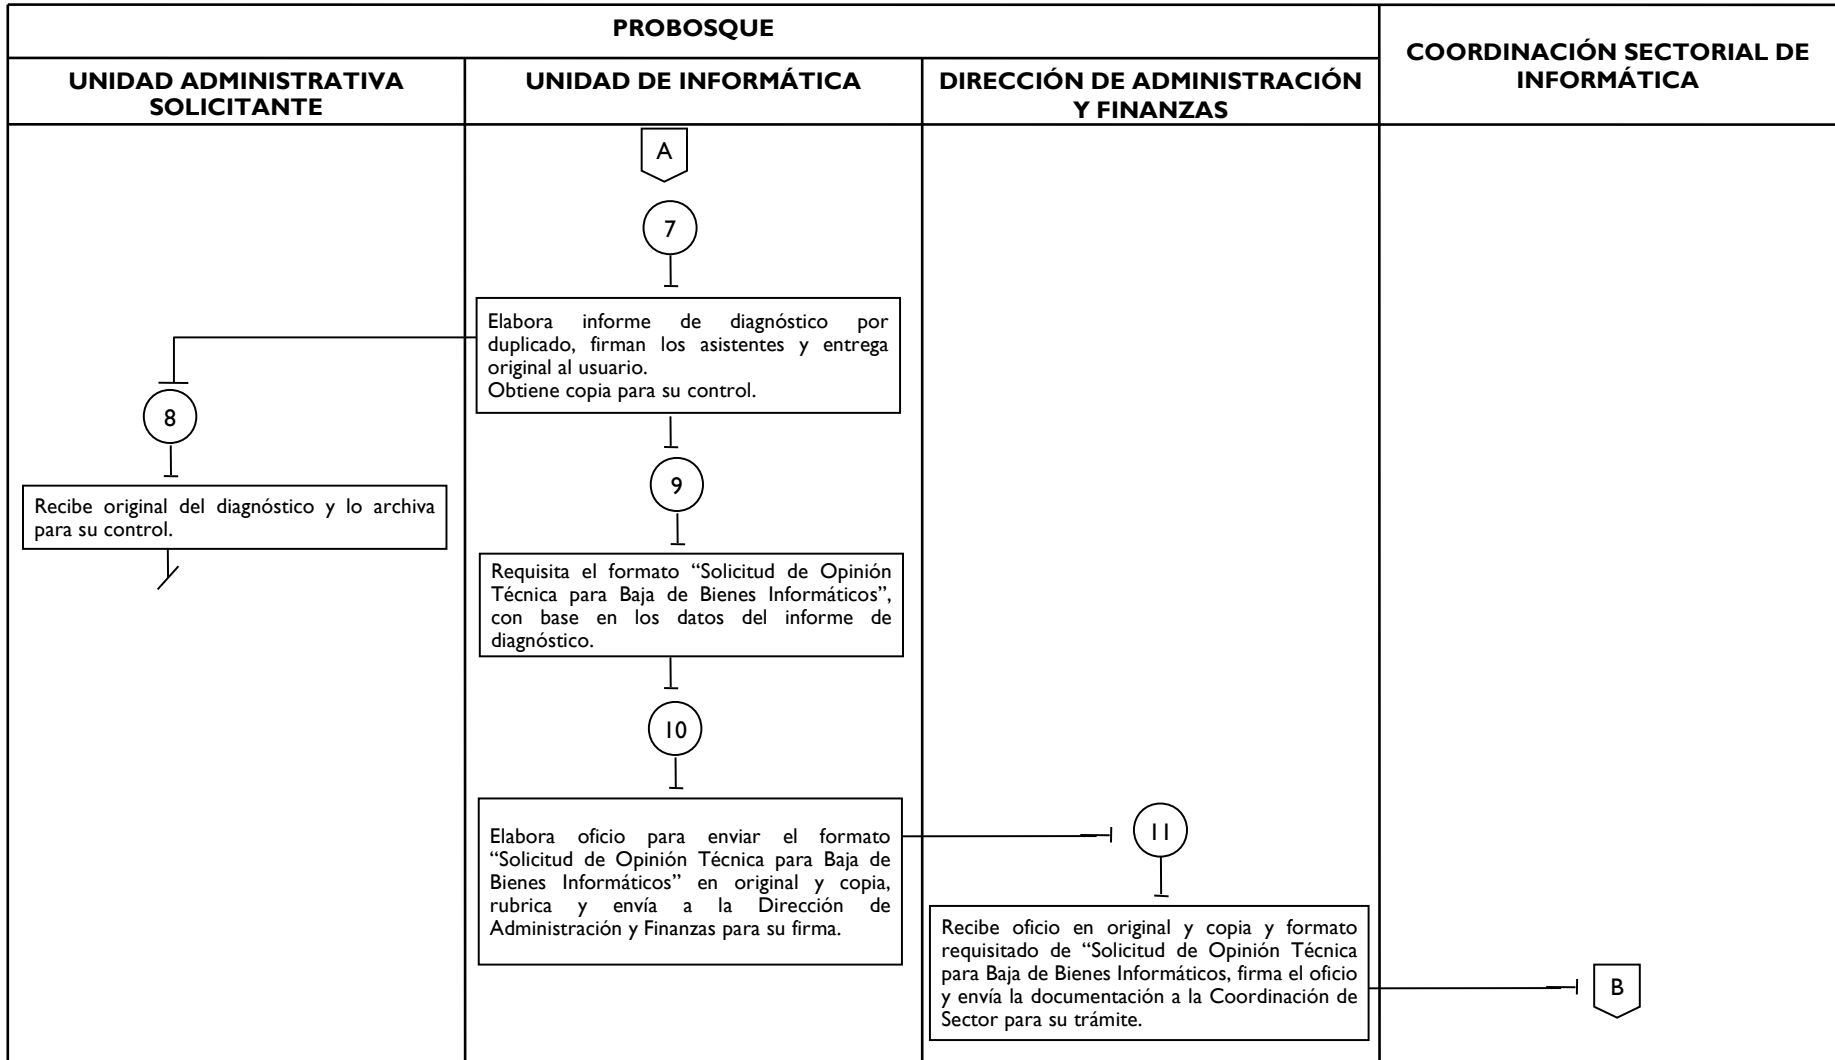 PROBOSQUE
COORDINACIÓN SECTORIAL DE
INFORMÁTICA
UNIDAD ADMINISTRATIVA
SOLICITANTE
UNIDAD DE INFORMÁTICA
DIRECCIÓN DE ADMINISTRACIÓN
Y FINANZAS
A
7
Elabora informe de diagnóstico por
duplicado, firman los asistentes y entrega
original al usuario.
Obtiene copia para su control.
8
Recibe original del diagnóstico y lo archiva
para su control.
9
Requisita el formato “Solicitud de Opinión
Técnica para Baja de Bienes Informáticos”,
con base en los datos del informe de
diagnóstico.
10
Elabora oficio para enviar el formato
“Solicitud de Opinión Técnica para Baja de
Bienes Informáticos” en original y copia,
rubrica y envía a la Dirección de
Administración y Finanzas para su firma.
11
Recibe oficio en original y copia y formato
requisitado de “Solicitud de Opinión Técnica
para Baja de Bienes Informáticos, firma el oficio
y envía la documentación a la Coordinación de
Sector para su trámite.
B